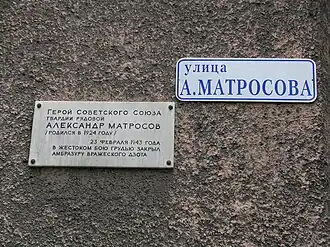 улица
А.МАТРОСОВА
ГЕРОЙ СОВЕТСКОГО СОЮЗА
ГВАРДИИ РЯДОВОЙ
АЛЕКСАНДР МАТРОСОВ
/РОДИЛСЯ В 1924 ГОДУ/
23 ФЕВРАЛЯ 1943 ГОДА
В ЖЕСТОКОМ БОЮ ГРУДЬЮ ЗАКРЫЛ
АМБРАЗУРУ ВРАЖЕСКОГО ДЗОТА